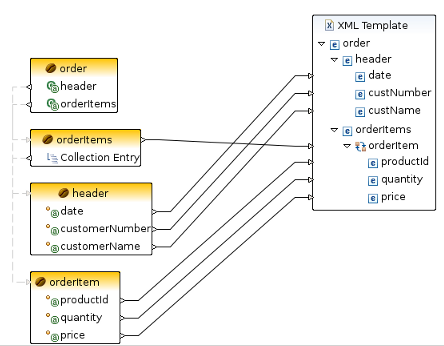 order
header
orderItems
orderItems
Collection Entry
header
date
customerNumber
customerName
orderItem
productId
quantity
price
XML Template
order
header
date
custNumber
custName
orderItems
orderItem
productId
quantity
price